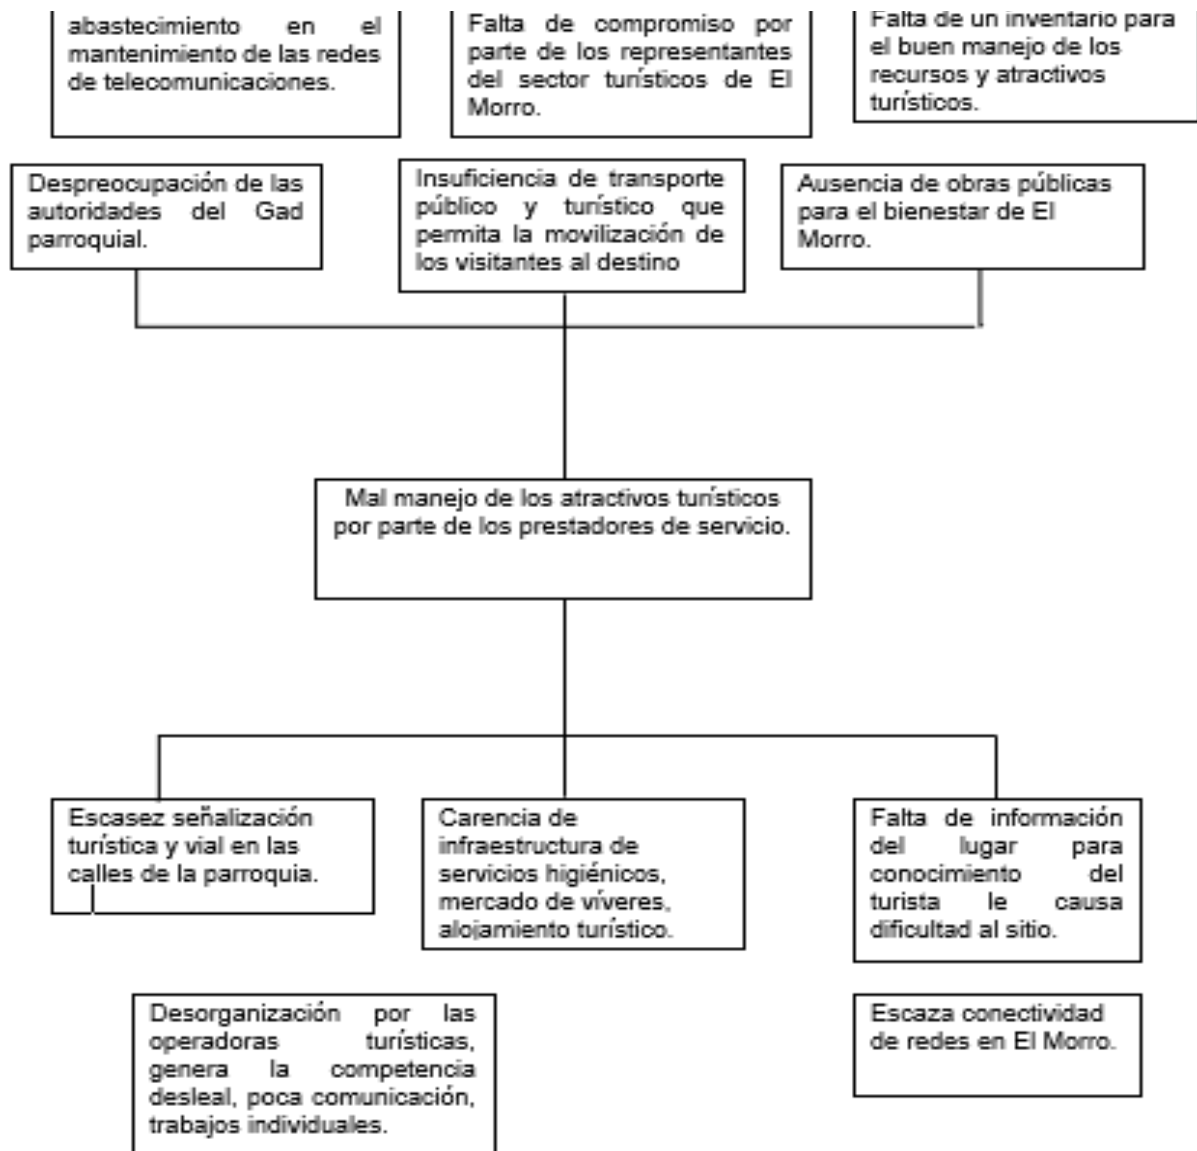 abastecimiento en el
mantenimiento de las redes
de telecomunicaciones.
Falta de compromiso por
parte de los representantes
del sector turísticos de El
Morro.
Falta de un inventario para
el buen manejo de los
recursos y atractivos
turísticos.
Despreocupación de las
autoridades del Gad
parroquial.
Insuficiencia de transporte
público y turístico que
permita la movilización de
los visitantes al destino
Ausencia de obras públicas
para el bienestar de El
Morro.
Mal manejo de los atractivos turísticos
por parte de los prestadores de servicio.
Escasez señalización
turística y vial en las
calles de la parroquia.
Carencia de
infraestructura de
servicios higiénicos,
mercado de víveres,
alojamiento turístico.
Falta de información
del lugar para
conocimiento del
turista le causa
dificultad al sitio.
Desorganización por las
operadoras turísticas,
genera la competencia
desleal, poca comunicación,
trabajos individuales.
Escaza conectividad
de redes en El Morro.